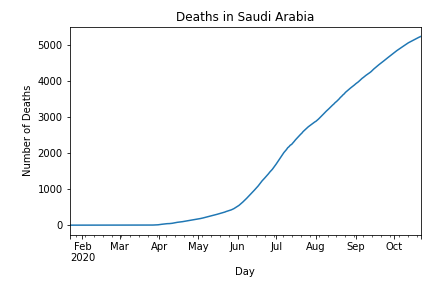 Deaths in Saudi Arabia
5000
4000
3000
2000
1000
0
Number of Deaths
Feb Mar Apr May Jun Jul Aug Sep Oct
2020
Day